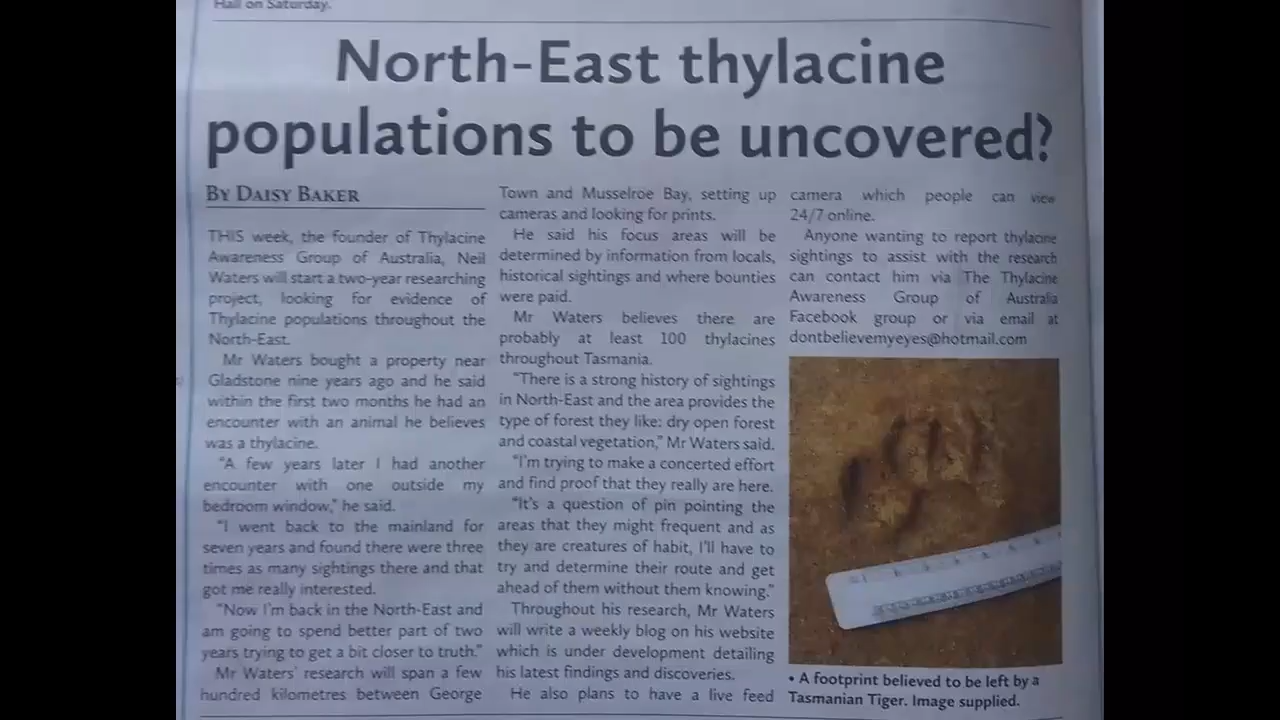 Hall on Saturday.
North-East thylacine
populations to be uncovered?
BY DAISY BAKER
THIS week, the founder of Thylacine
Awareness Group of Australia, Neil
Waters will start a two-year researching
project, looking for evidence of
Thylacine populations throughout the
North-East.
Mr Waters bought a property near
Gladstone nine years ago and he said
within the first two months he had an
encounter with an animal he believes
was a thylacine.
"A few years later I had another
encounter with one outside my
bedroom window," he said.
"I went back to the mainland for
seven years and found there were three
times as many sightings there and that
got me really interested.
"Now I'm back in the North-East and
am going to spend better part of two
years trying to get a bit closer to truth."
Mr Waters' research will span a few
hundred kilometres between George
Town and Musselroe Bay, setting up
cameras and looking for prints.
He said his focus areas will be
determined by information from locals,
historical sightings and where bounties
were paid.
Mr Waters believes there are
probably at least 100 thylacines
throughout Tasmania.
"There is a strong history of sightings
in North-East and the area provides the
type of forest they like: dry open forest
and coastal vegetation," Mr Waters said.
"I'm trying to make a concerted effort
and find proof that they really are here.
"It's a question of pin pointing the
areas that they might frequent and as
they are creatures of habit, I'll have to
try and determine their route and get
ahead of them without them knowing."
Throughout his research, Mr Waters
will write a weekly blog on his website
which is under development detailing
his latest findings and discoveries.
He also plans to have a live feed
camera which people can view
24/7 online.
Anyone wanting to report thylacine
sightings to assist with the research
can contact him via The Thylacine
Awareness Group of Australia
Facebook group or via email at
dontbelievemyeyes@hotmail.com
• A footprint believed to be left by a
Tasmanian Tiger. Image supplied.